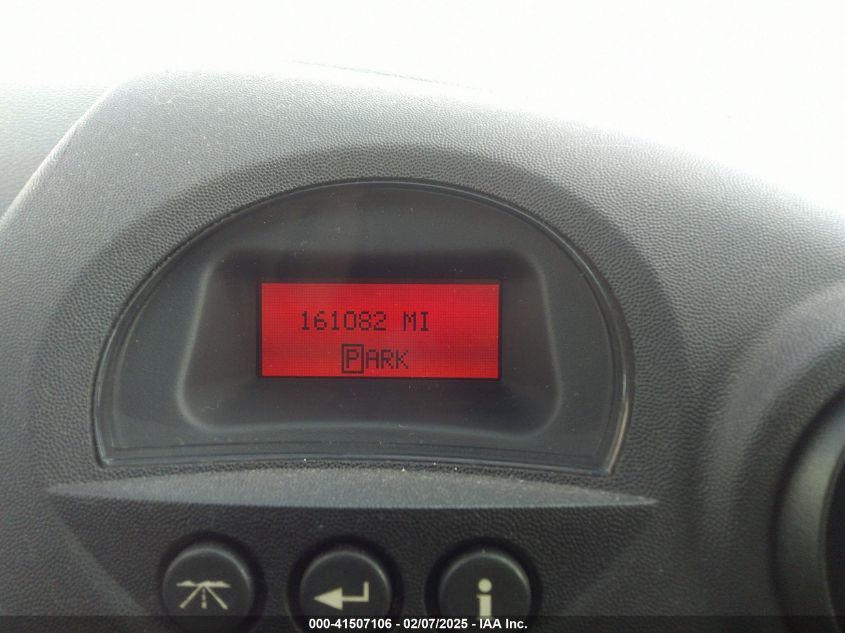 161082 MI
PARK
i
000-41507106 - 02/07/2025 - IAA Inc.